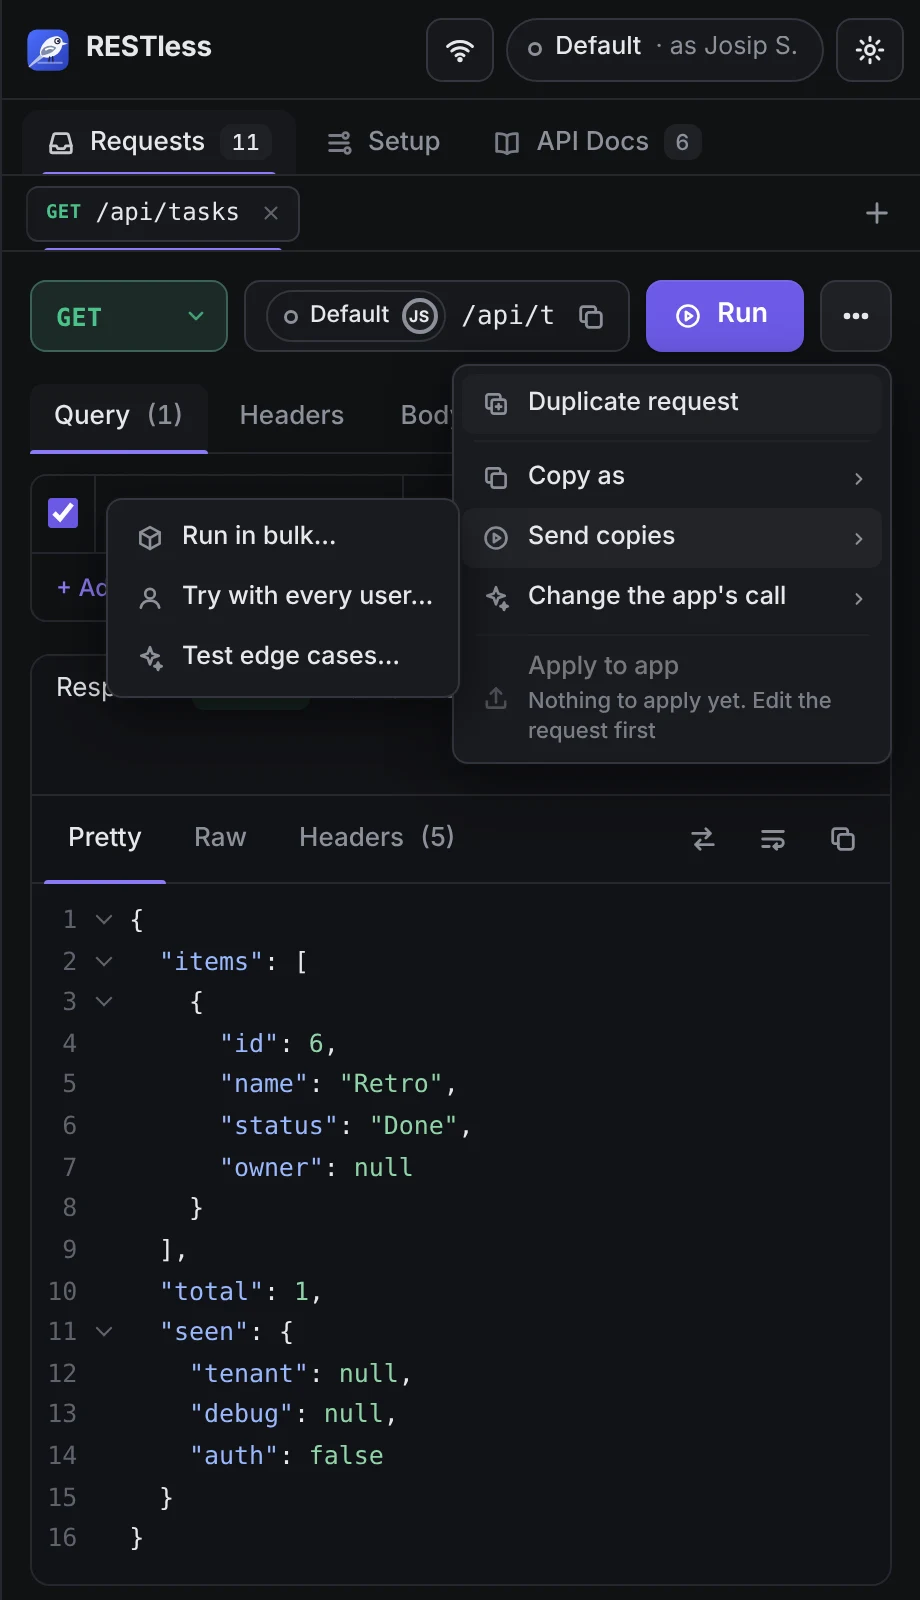 RESTless
Default · as Josip S.
Requests 11
Setup
API Docs 6
GET /api/tasks
GET
Default JS /api/t
Run
Query (1)
Headers
Duplicate request
Copy as
Send copies
Change the app's call
Apply to app
Nothing to apply yet. Edit the
request first
Run in bulk...
Try with every user...
Test edge cases...
Pretty
Raw
Headers (5)
1 {
2 "items": [
3 {
4 "id": 6,
5 "name": "Retro",
6 "status": "Done",
7 "owner": null
8 }
9 ],
10 "total": 1,
11 "seen": {
12 "tenant": null,
13 "debug": null,
14 "auth": false
15 }
16 }